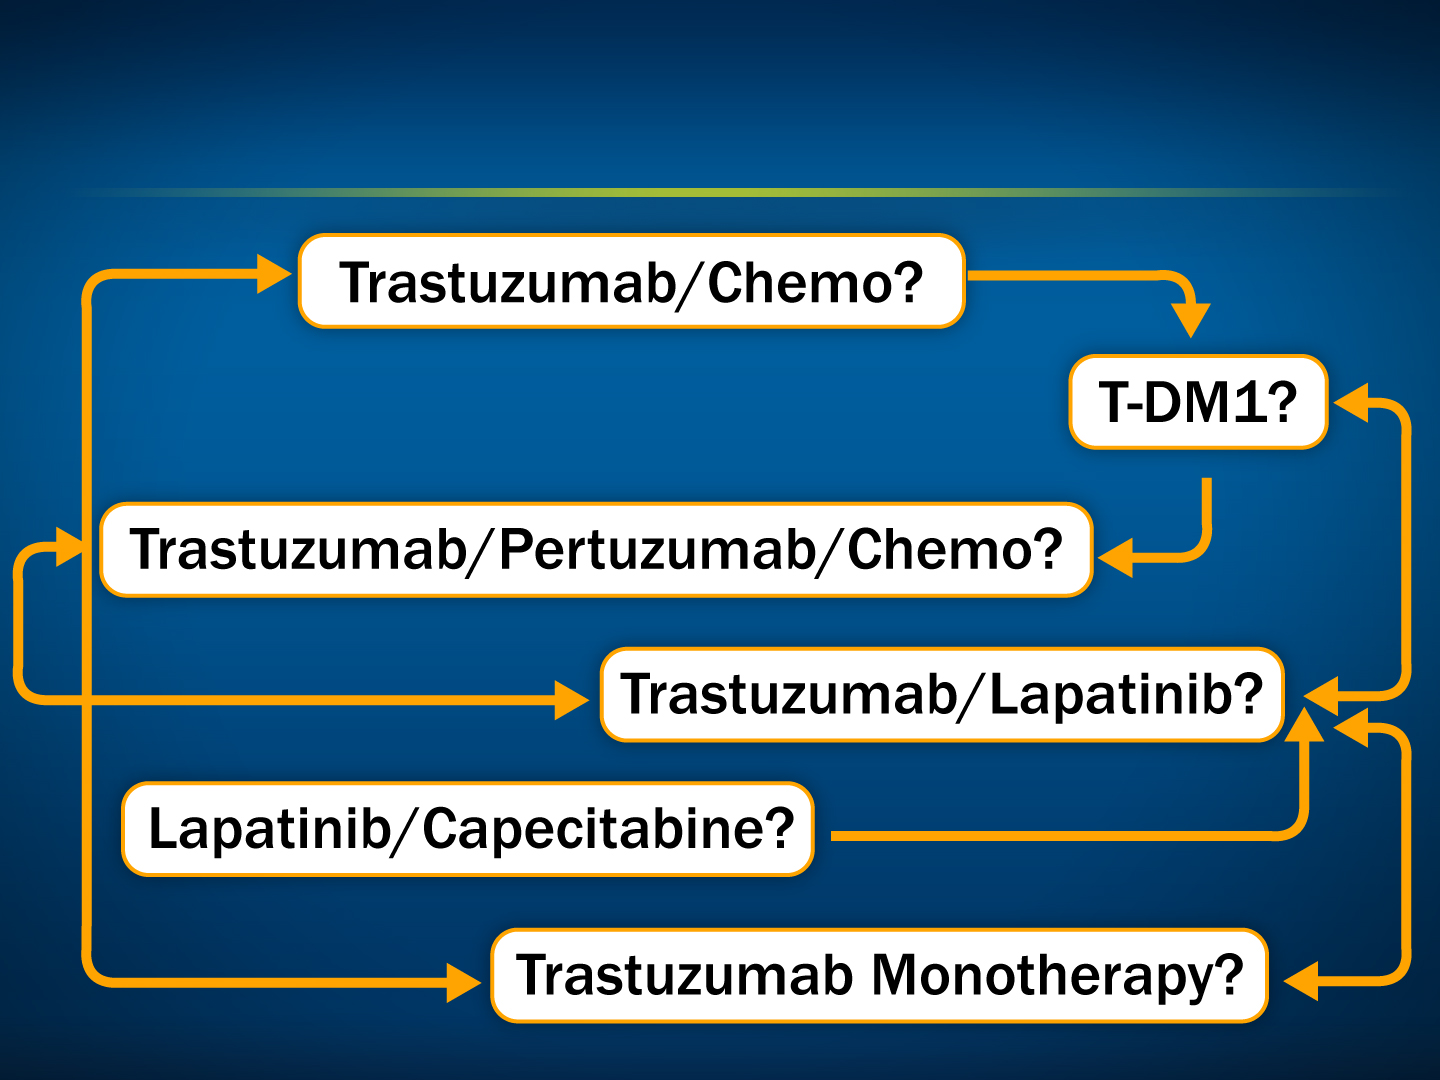 Trastuzumab/Chemo?
T-DM1?
Trastuzumab/Pertuzumab/Chemo?
Trastuzumab/Lapatinib?
Lapatinib/Capecitabine?
Trastuzumab Monotherapy?